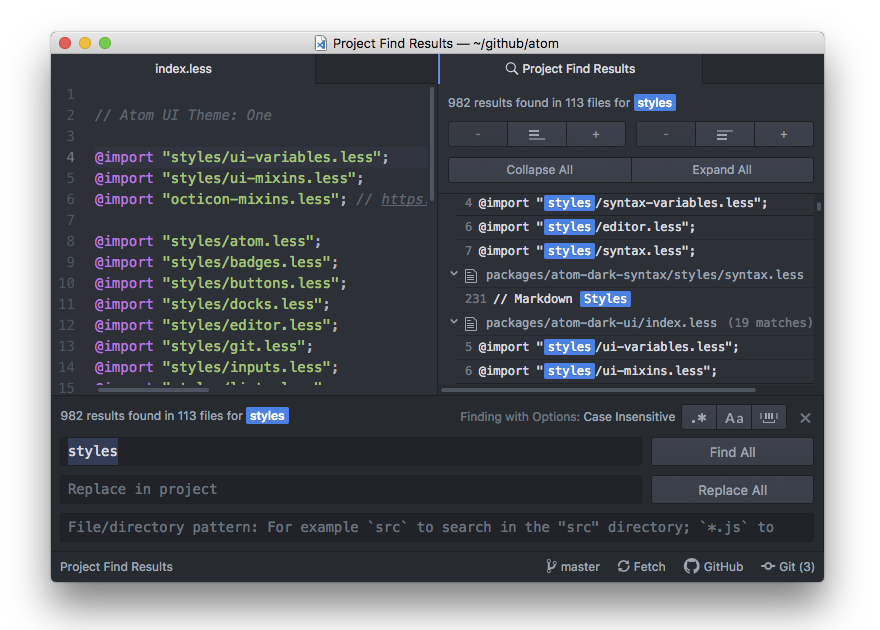 Project Find Results — ~/github/atom
index.less
1
2 // Atom UI Theme: One
3
4 @import "styles/ui-variables.less";
5 @import "styles/ui-mixins.less";
6 @import "octicon-mixins.less"; // https
7
8 @import "styles/atom.less";
9 @import "styles/badges.less";
10 @import "styles/buttons.less";
11 @import "styles/docks.less";
12 @import "styles/editor.less";
13 @import "styles/git.less";
14 @import "styles/inputs.less";
15
Project Find Results
982 results found in 113 files for styles
- + - +
Collapse All Expand All
4 @import "styles/syntax-variables.less";
6 @import "styles/editor.less";
7 @import "styles/syntax.less";
packages/atom-dark-syntax/styles/syntax.less
231 // Markdown Styles
packages/atom-dark-ui/index.less (19 matches)
5 @import "styles/ui-variables.less";
6 @import "styles/ui-mixins.less";
982 results found in 113 files for styles
Finding with Options: Case Insensitive .* Aa
styles
Find All
Replace in project
Replace All
File/directory pattern: For example `src` to search in the "src" directory; `*.js` to
Project Find Results
master Fetch GitHub Git (3)